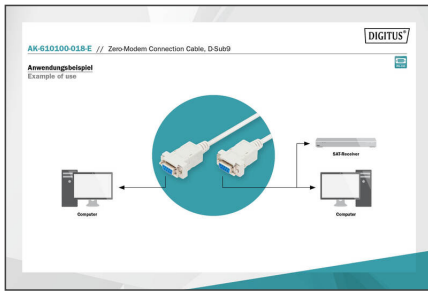 DIGITUS®
AK-610100-018-E // Zero-Modem Connection Cable, D-Sub9
Anwendungsbeispiel
Example of use
SAT-Receiver
Computer
Computer